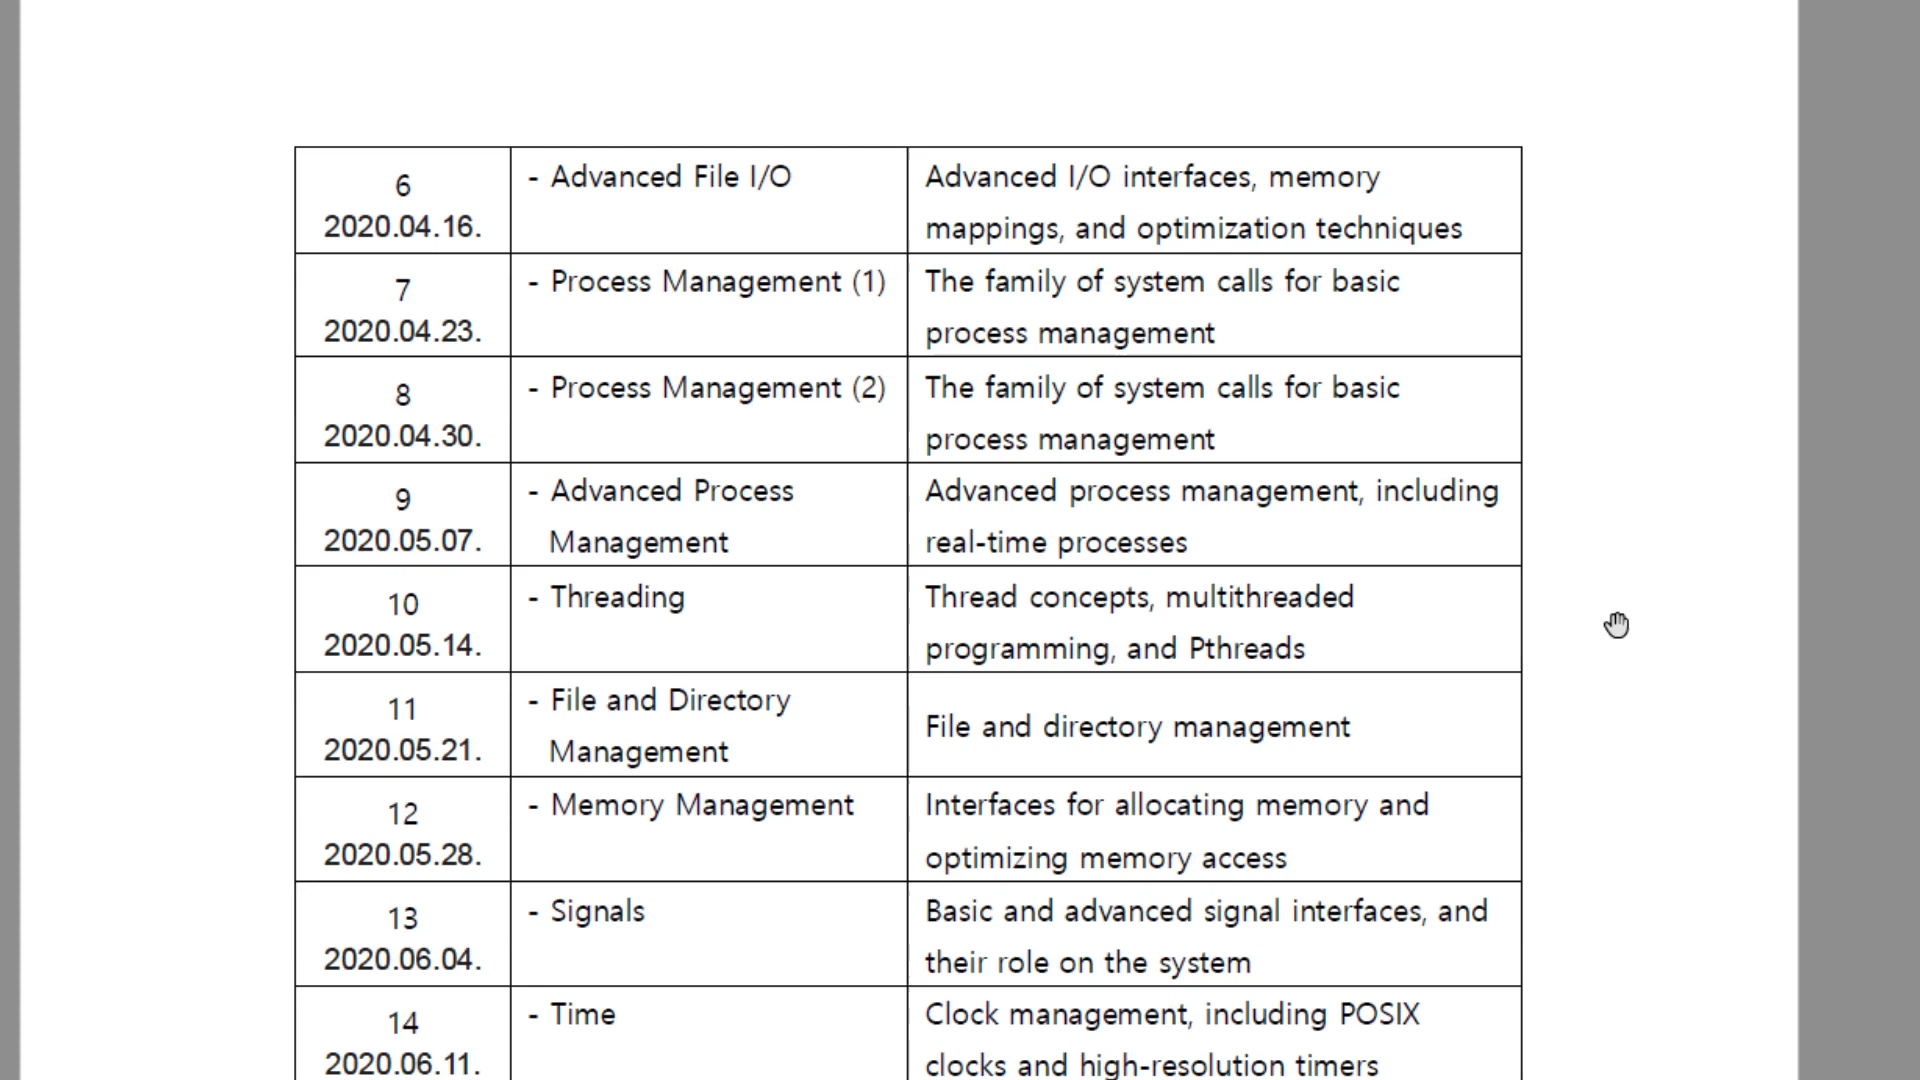 6
2020.04.16.
- Advanced File I/O
Advanced I/O interfaces, memory
mappings, and optimization techniques
7
2020.04.23.
- Process Management (1)
The family of system calls for basic
process management
8
2020.04.30.
- Process Management (2)
The family of system calls for basic
process management
9
2020.05.07.
- Advanced Process
Management
Advanced process management, including
real-time processes
10
2020.05.14.
- Threading
Thread concepts, multithreaded
programming, and Pthreads
11
2020.05.21.
- File and Directory
Management
File and directory management
12
2020.05.28.
- Memory Management
Interfaces for allocating memory and
optimizing memory access
13
2020.06.04.
- Signals
Basic and advanced signal interfaces, and
their role on the system
14
2020.06.11.
- Time
Clock management, including POSIX
clocks and high-resolution timers